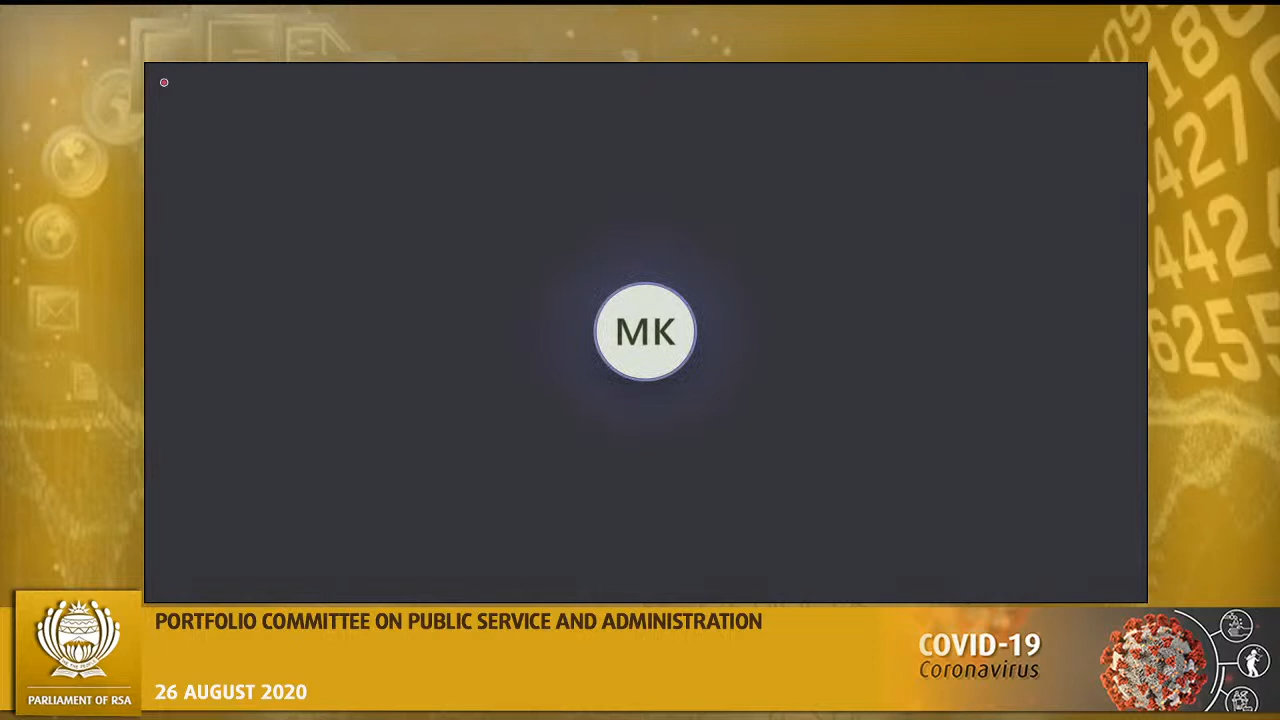 MK
PORTFOLIO COMMITTEE ON PUBLIC SERVICE AND ADMINISTRATION
26 AUGUST 2020
PARLIAMENT OF RSA
COVID-19
Coronavirus